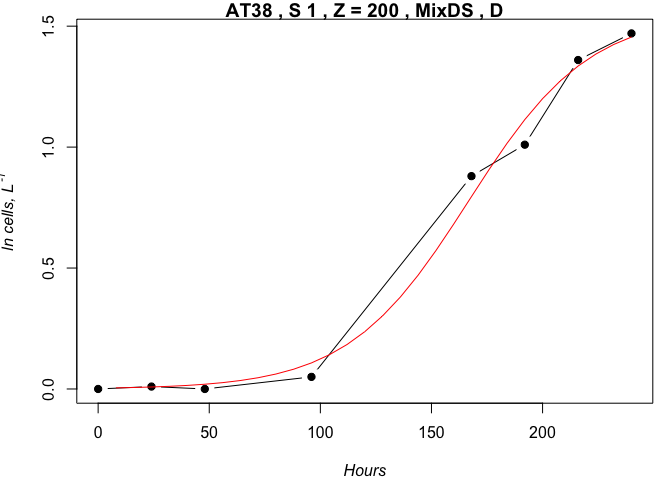 AT38 , S 1 , Z = 200 , MixDS , D
ln cells, L⁻¹
1.5
1.0
0.5
0.0
0 50 100 150 200
Hours